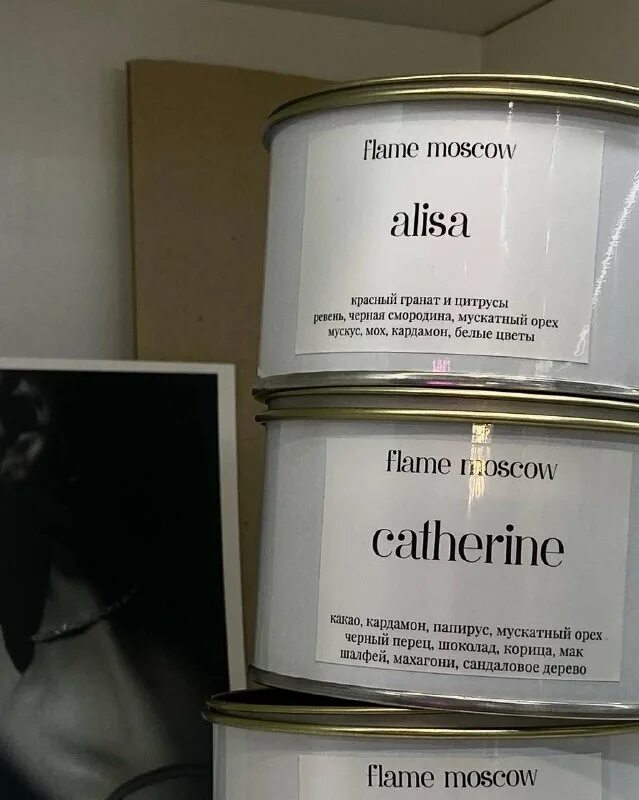 flame moscow
alisa
красный гранат и цитрусы
ревень, черная смородина, мускатный орех
мускус, мох, кардамон, белые цветы
flame moscow
catherine
какао, кардамон, папирус, мускатный орех
черный перец, шоколад, корица, мак
шалфей, махагони, сандаловое дерево
flame moscow